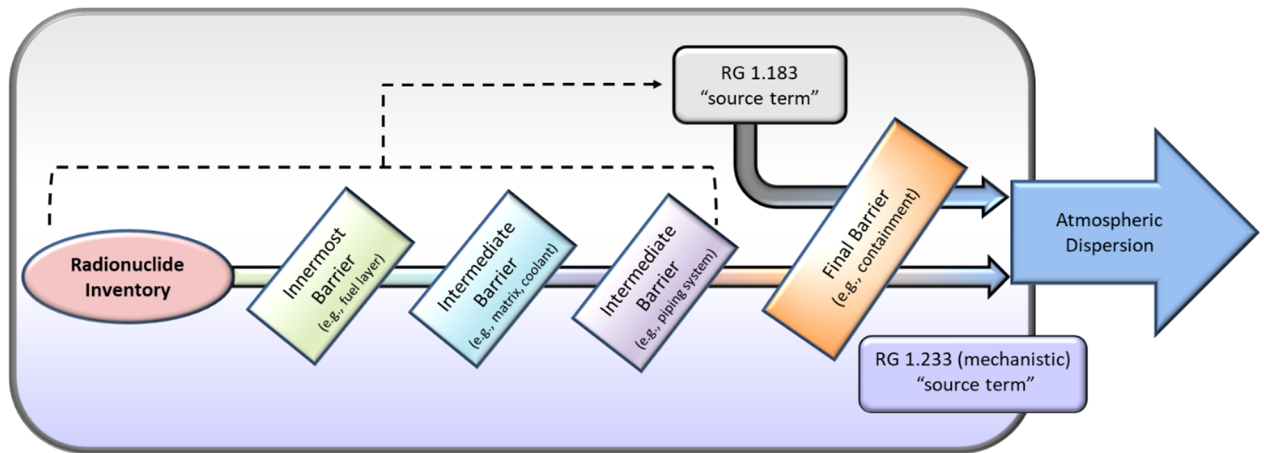 RG 1.183
“source term”
Radionuclide
Inventory
Innermost
Barrier
(e.g., fuel layer)
Intermediate
Barrier
(e.g., matrix, coolant)
Intermediate
Barrier
(e.g., piping system)
Final Barrier
(e.g., containment)
Atmospheric
Dispersion
RG 1.233 (mechanistic)
“source term”